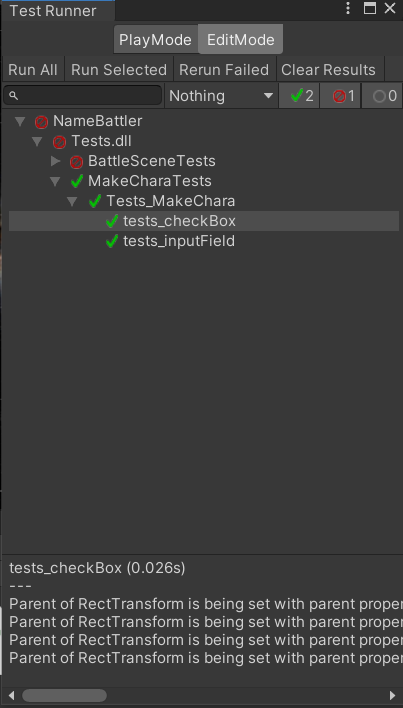 Test Runner
PlayMode EditMode
Run All Run Selected Rerun Failed Clear Results
Nothing 2 1 0
NameBattler
Tests.dll
BattleSceneTests
MakeCharaTests
Tests_MakeChara
tests_checkBox
tests_inputField
tests_checkBox (0.026s)
---
Parent of RectTransform is being set with parent proper
Parent of RectTransform is being set with parent proper
Parent of RectTransform is being set with parent proper
Parent of RectTransform is being set with parent proper